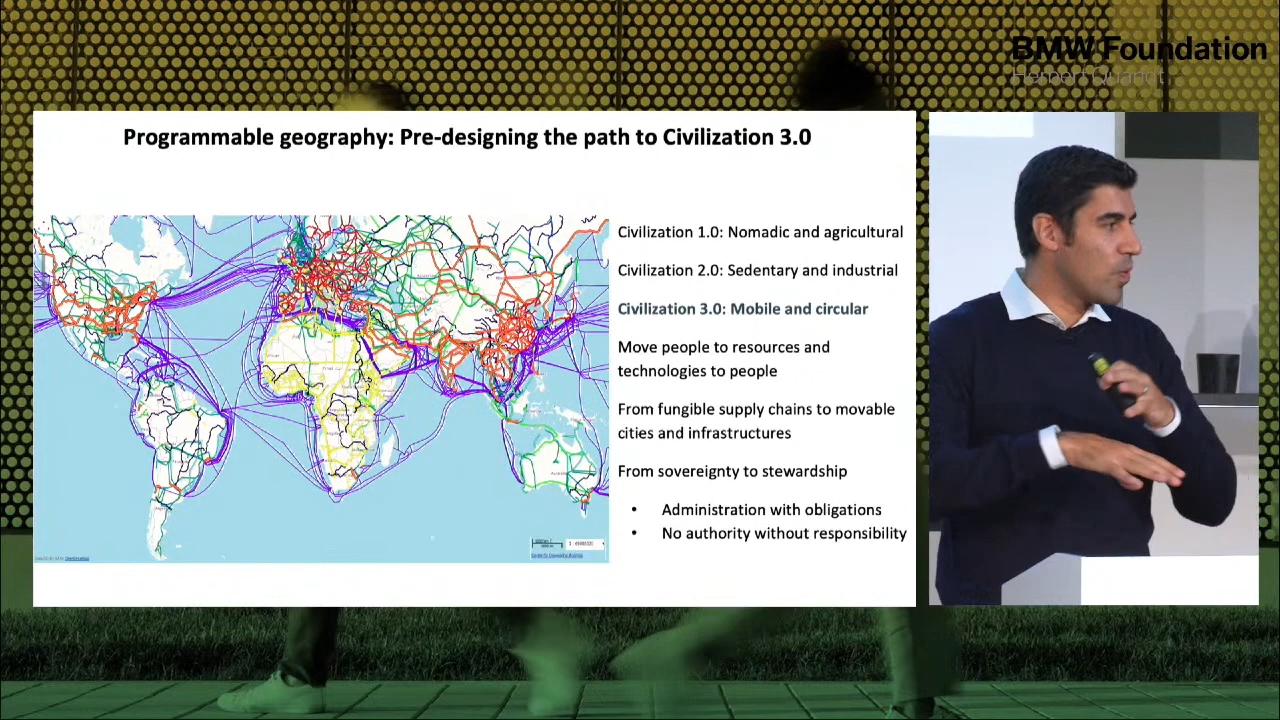 BMW Foundation
Herbert Quandt
Programmable geography: Pre-designing the path to Civilization 3.0
Civilization 1.0: Nomadic and agricultural
Civilization 2.0: Sedentary and industrial
Civilization 3.0: Mobile and circular
Move people to resources and
technologies to people
From fungible supply chains to movable
cities and infrastructures
From sovereignty to stewardship
• Administration with obligations
• No authority without responsibility